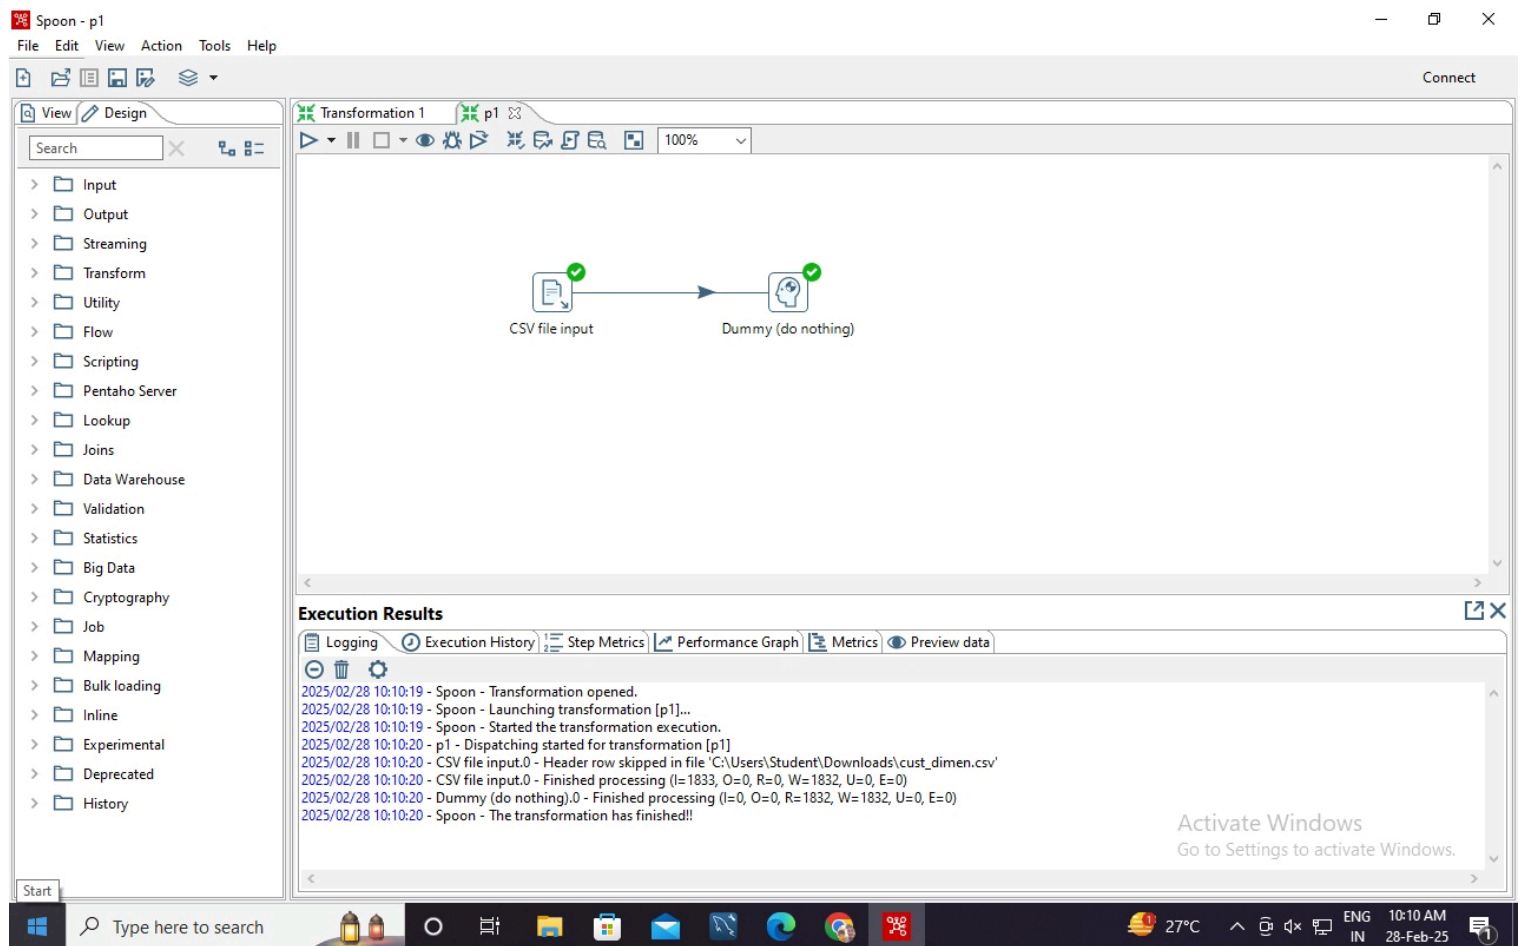 Spoon - p1
File Edit View Action Tools Help
Connect
View Design
Transformation 1 p1
Search
100%
Input
Output
Streaming
Transform
Utility
Flow
Scripting
Pentaho Server
Lookup
Joins
Data Warehouse
Validation
Statistics
Big Data
Cryptography
Job
Mapping
Bulk loading
Inline
Experimental
Deprecated
History
CSV file input
Dummy (do nothing)
Execution Results
Logging Execution History Step Metrics Performance Graph Metrics Preview data
2025/02/28 10:10:19 - Spoon - Transformation opened.
2025/02/28 10:10:19 - Spoon - Launching transformation [p1]...
2025/02/28 10:10:19 - Spoon - Started the transformation execution.
2025/02/28 10:10:20 - p1 - Dispatching started for transformation [p1]
2025/02/28 10:10:20 - CSV file input.0 - Header row skipped in file 'C:\Users\Student\Downloads\cust_dimen.csv'
2025/02/28 10:10:20 - CSV file input.0 - Finished processing (I=1833, O=0, R=0, W=1832, U=0, E=0)
2025/02/28 10:10:20 - Dummy (do nothing).0 - Finished processing (I=0, O=0, R=1832, W=1832, U=0, E=0)
2025/02/28 10:10:20 - Spoon - The transformation has finished!!
Activate Windows
Go to Settings to activate Windows.
Start
Type here to search
1
27°C
ENG
IN
10:10 AM
28-Feb-25
1